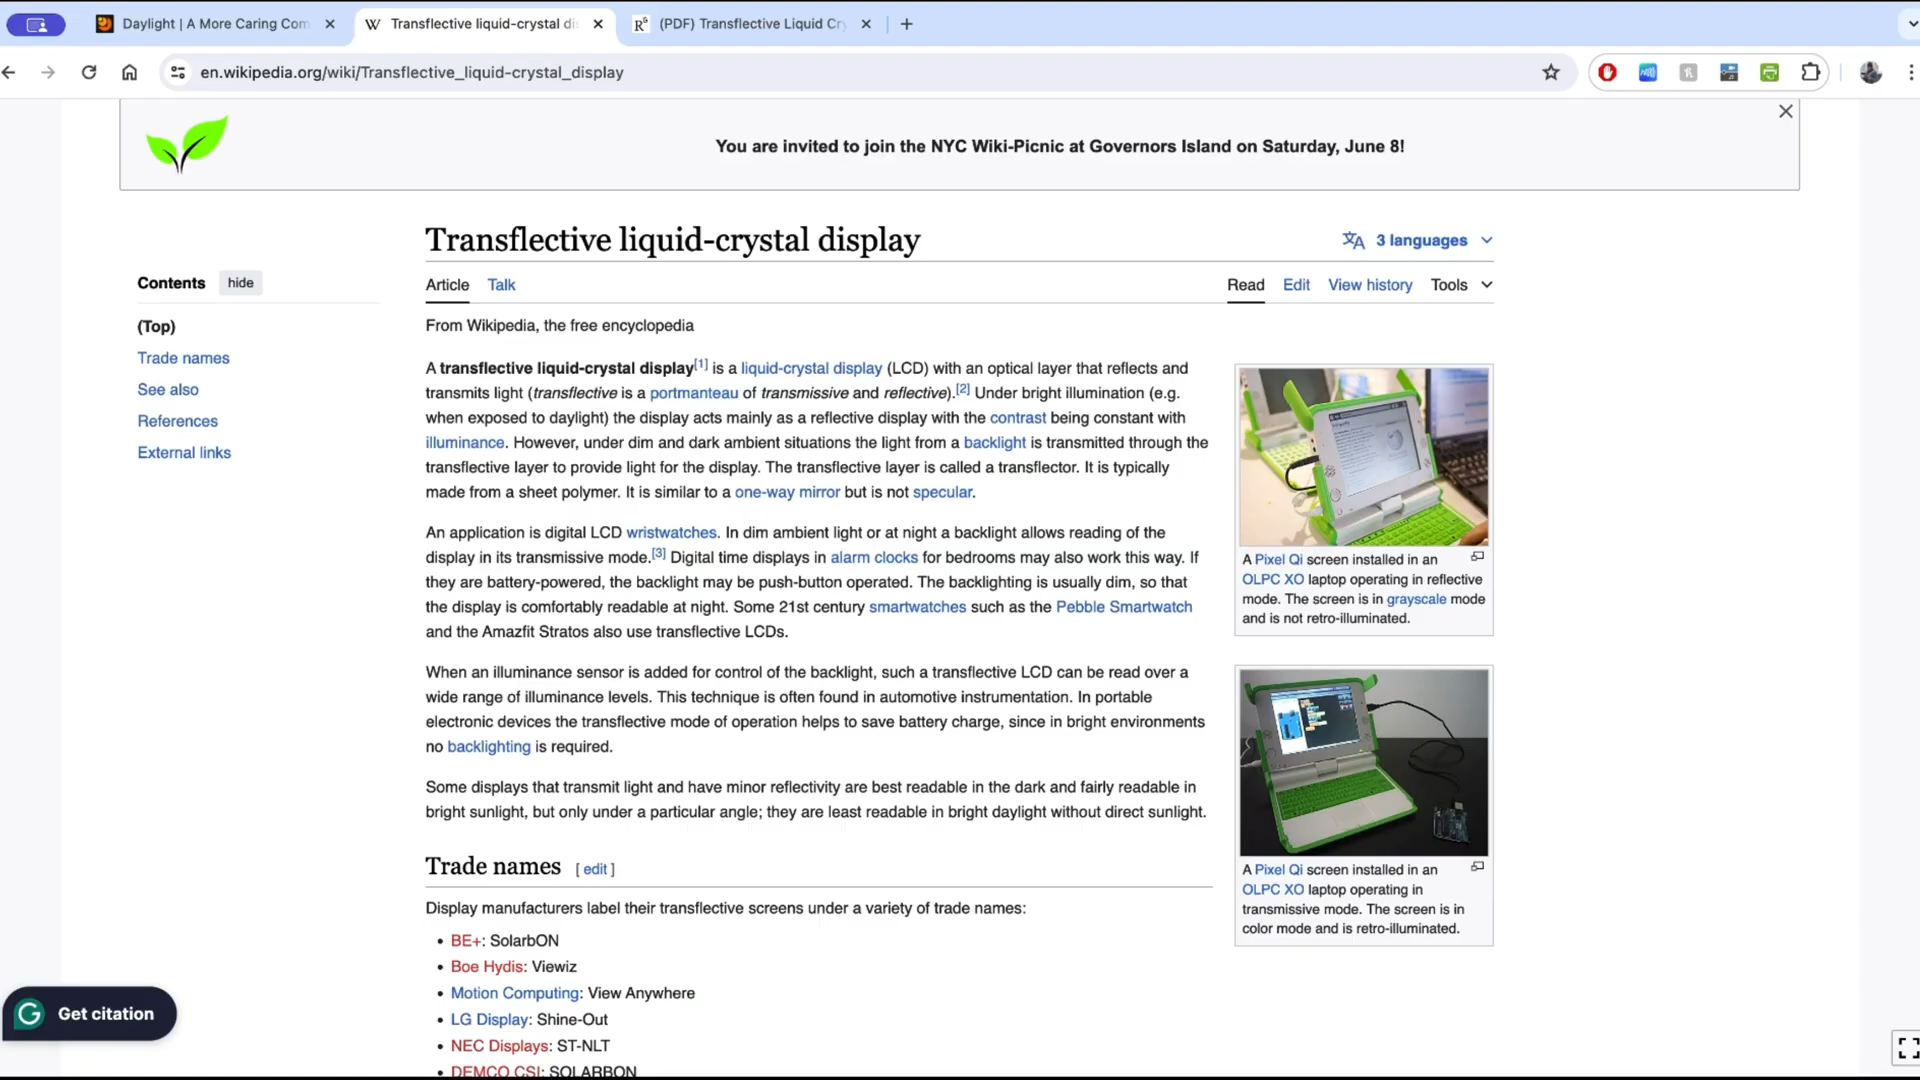 Daylight | A More Caring Com
Transflective liquid-crystal di
(PDF) Transflective Liquid Cry
en.wikipedia.org/wiki/Transflective_liquid-crystal_display
You are invited to join the NYC Wiki-Picnic at Governors Island on Saturday, June 8!
Transflective liquid-crystal display
3 languages
Contents hide
Article Talk
Read Edit View history Tools
(Top)
Trade names
See also
References
External links
From Wikipedia, the free encyclopedia
A transflective liquid-crystal display[1] is a liquid-crystal display (LCD) with an optical layer that reflects and
transmits light (transflective is a portmanteau of transmissive and reflective).[2] Under bright illumination (e.g.
when exposed to daylight) the display acts mainly as a reflective display with the contrast being constant with
illuminance. However, under dim and dark ambient situations the light from a backlight is transmitted through the
transflective layer to provide light for the display. The transflective layer is called a transflector. It is typically
made from a sheet polymer. It is similar to a one-way mirror but is not specular.
An application is digital LCD wristwatches. In dim ambient light or at night a backlight allows reading of the
display in its transmissive mode.[3] Digital time displays in alarm clocks for bedrooms may also work this way. If
they are battery-powered, the backlight may be push-button operated. The backlighting is usually dim, so that
the display is comfortably readable at night. Some 21st century smartwatches such as the Pebble Smartwatch
and the Amazfit Stratos also use transflective LCDs.
When an illuminance sensor is added for control of the backlight, such a transflective LCD can be read over a
wide range of illuminance levels. This technique is often found in automotive instrumentation. In portable
electronic devices the transflective mode of operation helps to save battery charge, since in bright environments
no backlighting is required.
Some displays that transmit light and have minor reflectivity are best readable in the dark and fairly readable in
bright sunlight, but only under a particular angle; they are least readable in bright daylight without direct sunlight.
A Pixel Qi screen installed in an
OLPC XO laptop operating in reflective
mode. The screen is in grayscale mode
and is not retro-illuminated.
A Pixel Qi screen installed in an
OLPC XO laptop operating in
transmissive mode. The screen is in
color mode and is retro-illuminated.
Trade names [ edit ]
Display manufacturers label their transflective screens under a variety of trade names:
• BE+: SolarbON
• Boe Hydis: Viewiz
• Motion Computing: View Anywhere
• LG Display: Shine-Out
• NEC Displays: ST-NLT
• DEMCO CSI: SOLARBON
Get citation